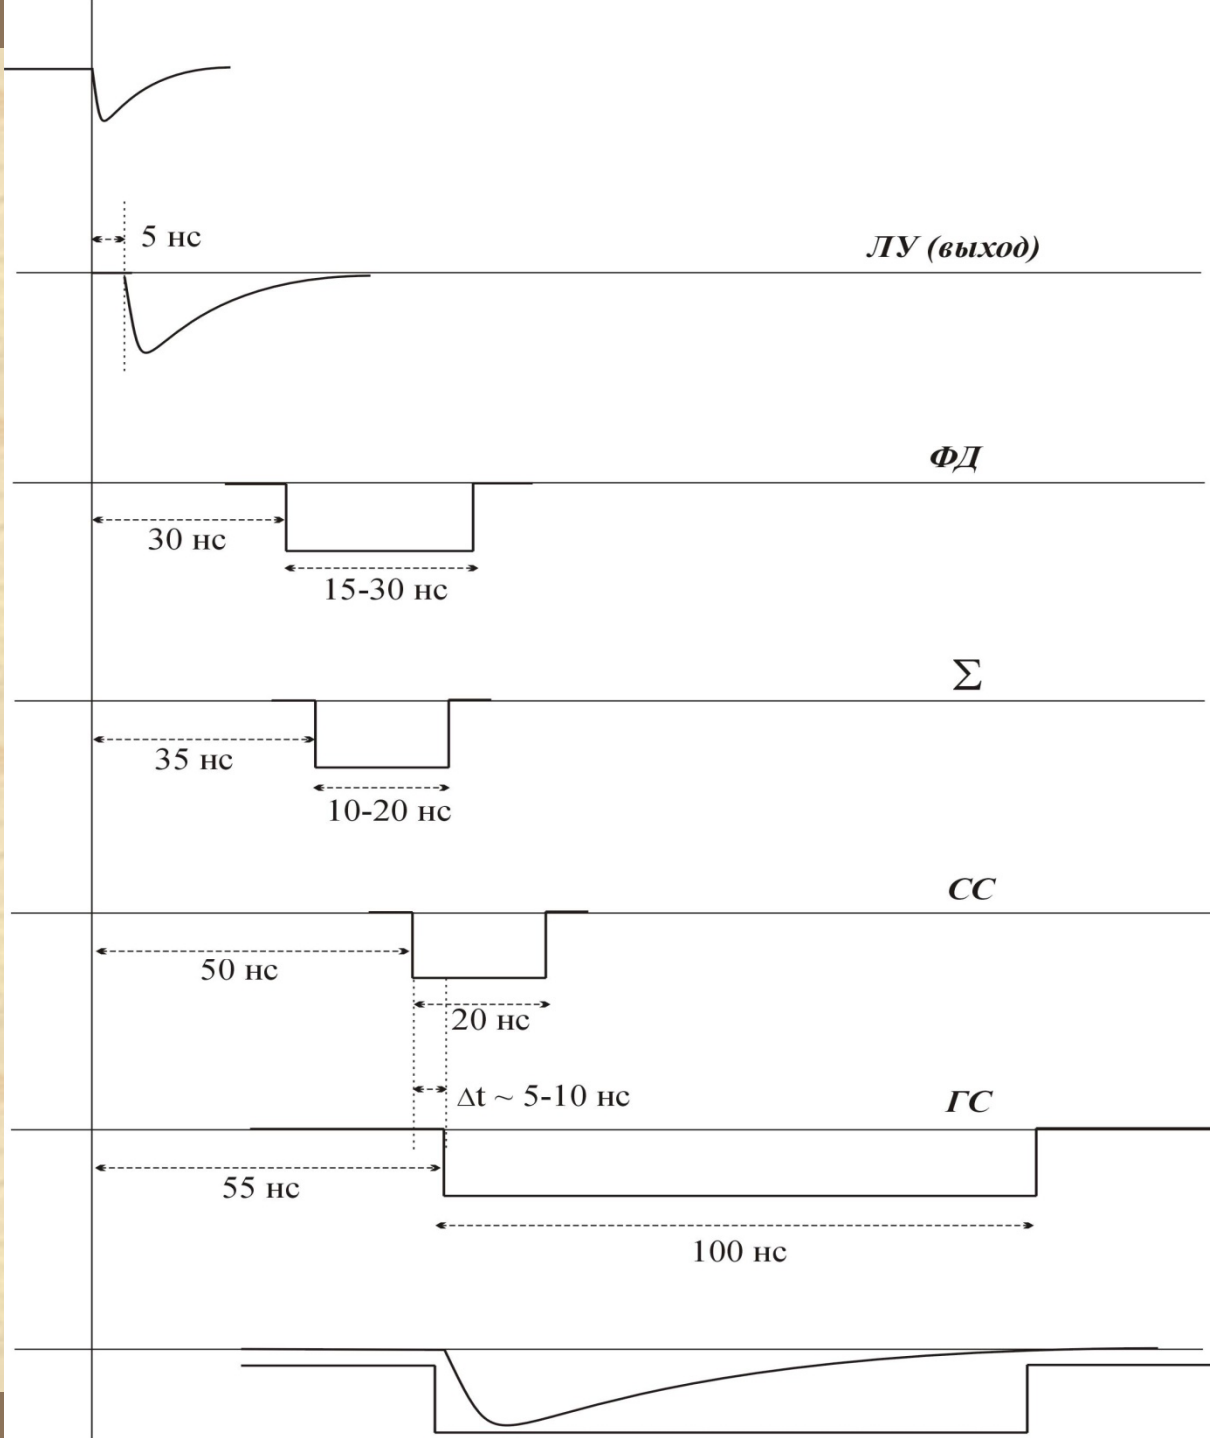 5 нс
ЛУ (выход)
ФД
30 нс
15-30 нс
Σ
35 нс
10-20 нс
СС
50 нс
20 нс
Δt ~ 5-10 нс
ГС
55 нс
100 нс